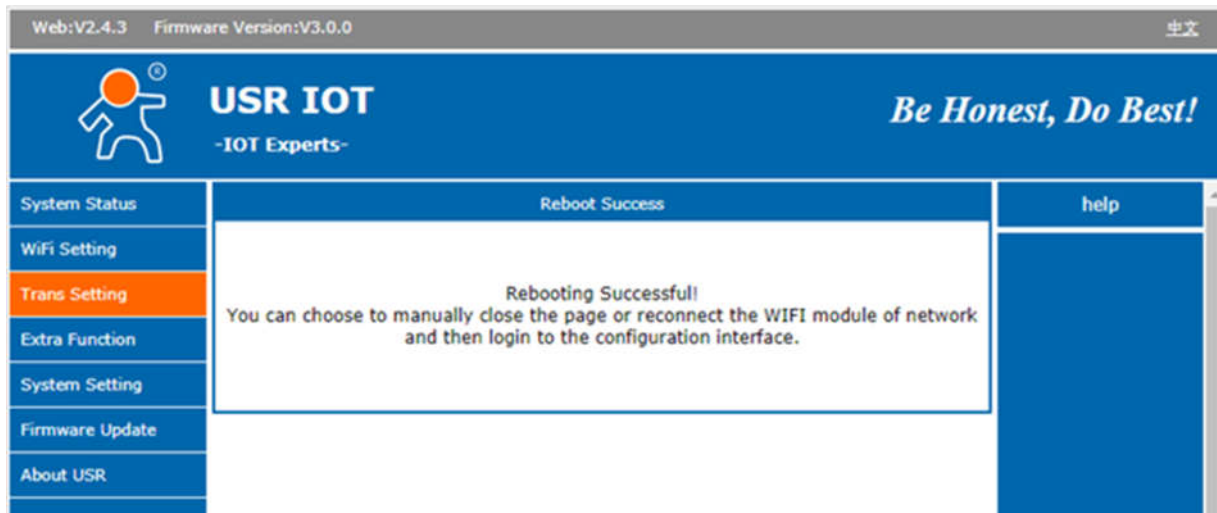 Web:V2.4.3 Firmware Version:V3.0.0 中文
®
USR IOT
-IOT Experts-
Be Honest, Do Best!
System Status
WiFi Setting
Trans Setting
Extra Function
System Setting
Firmware Update
About USR
Reboot Success
Rebooting Successful!
You can choose to manually close the page or reconnect the WIFI module of network
and then login to the configuration interface.
help